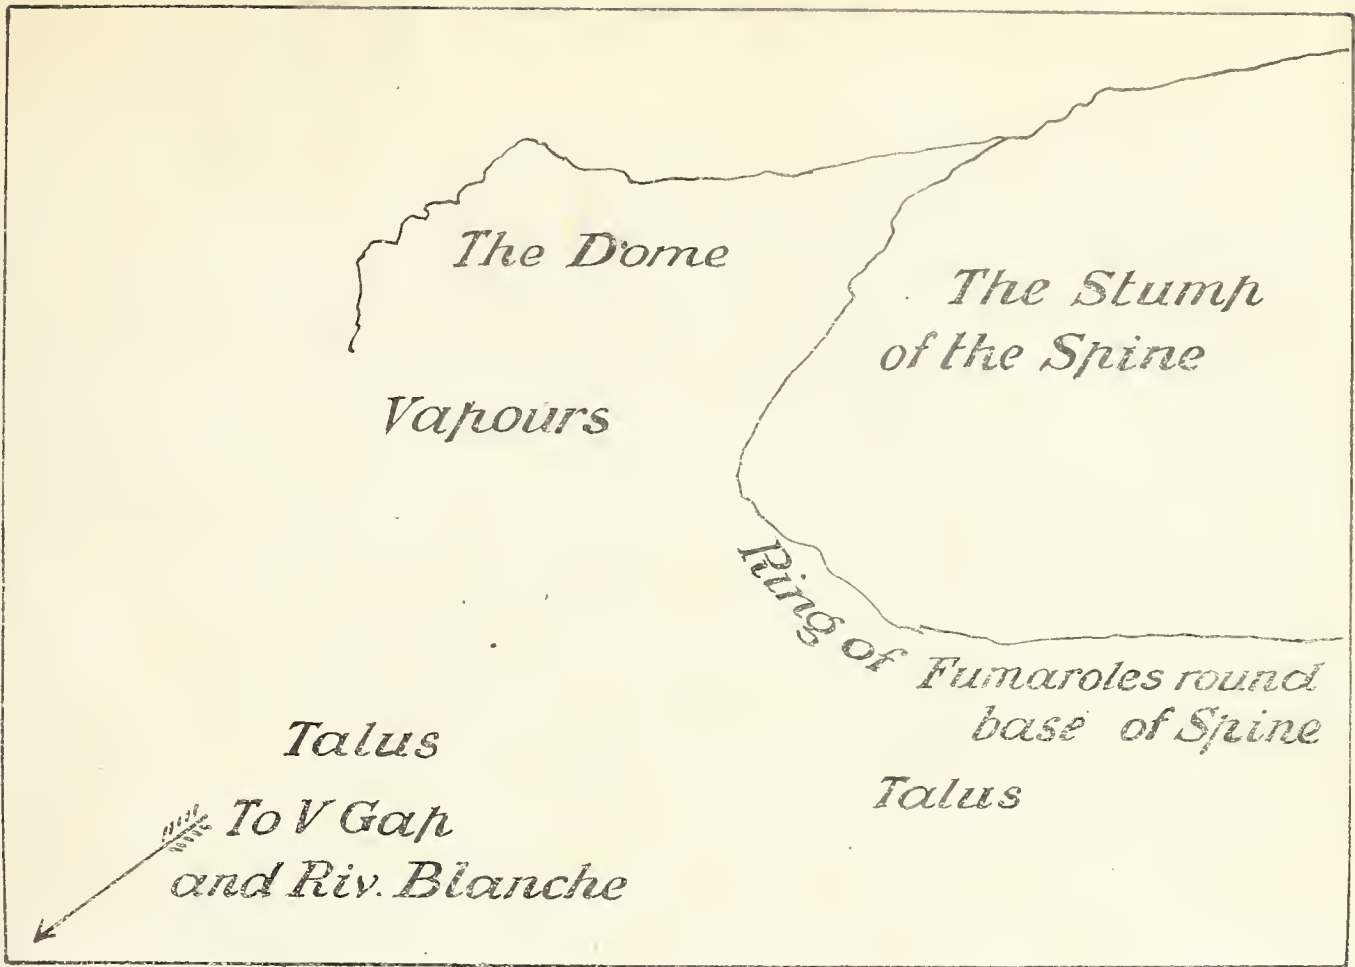 The Dome
The Stump
of the Spine
Vapours
Ring of Fumaroles round
base of Spine
Talus
Talus
To V Gap
and Riv. Blanche